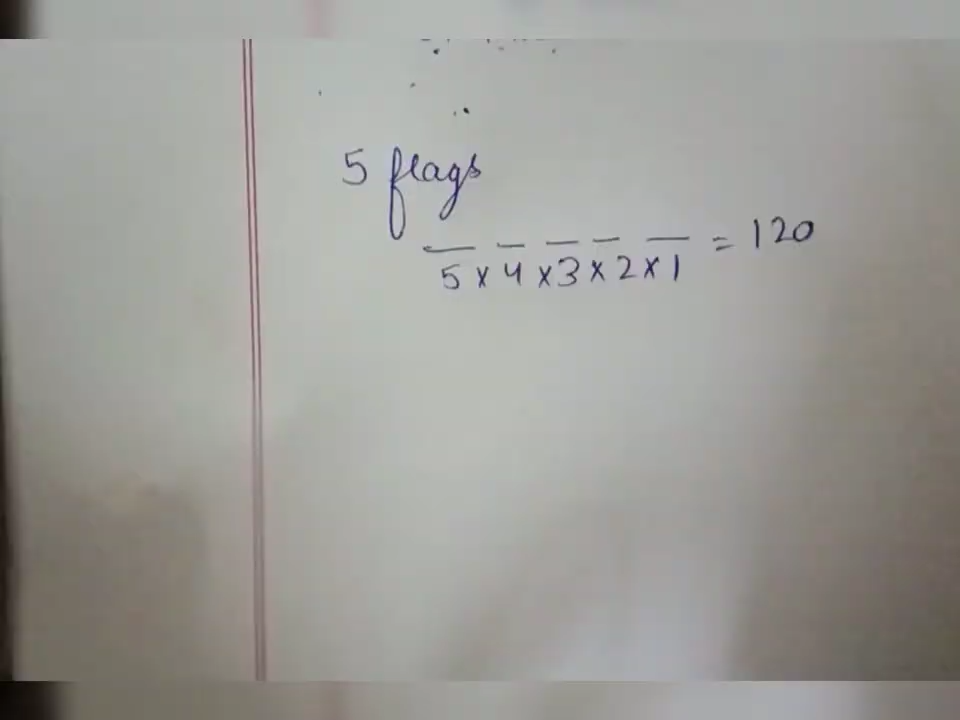 5 flags
_ _ _ _ _ = 120
5 x 4 x 3 x 2 x 1